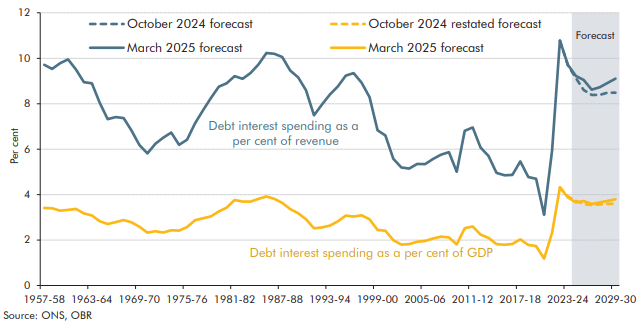 12
October 2024 forecast
October 2024 restated forecast
Forecast
March 2025 forecast
March 2025 forecast
10
8
Debt interest spending as a
per cent of revenue
Per cent
6
4
2
Debt interest spending as a per cent of GDP
0
1957-58 1963-64 1969-70 1975-76 1981-82 1987-88 1993-94 1999-00 2005-06 2011-12 2017-18 2023-24 2029-30
Source: ONS, OBR